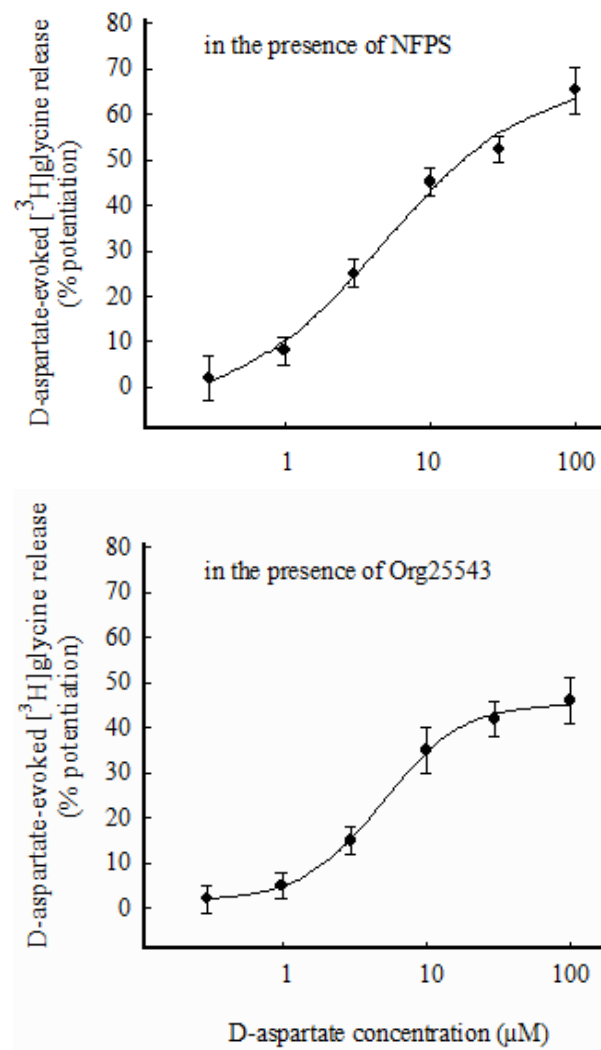 D-aspartate-evoked [³H]glycine release
(% potentiation)
in the presence of NFPS
80
70
60
50
40
30
20
10
0
1 10 100
D-aspartate-evoked [³H]glycine release
(% potentiation)
in the presence of Org25543
80
70
60
50
40
30
20
10
0
1 10 100
D-aspartate concentration (µM)